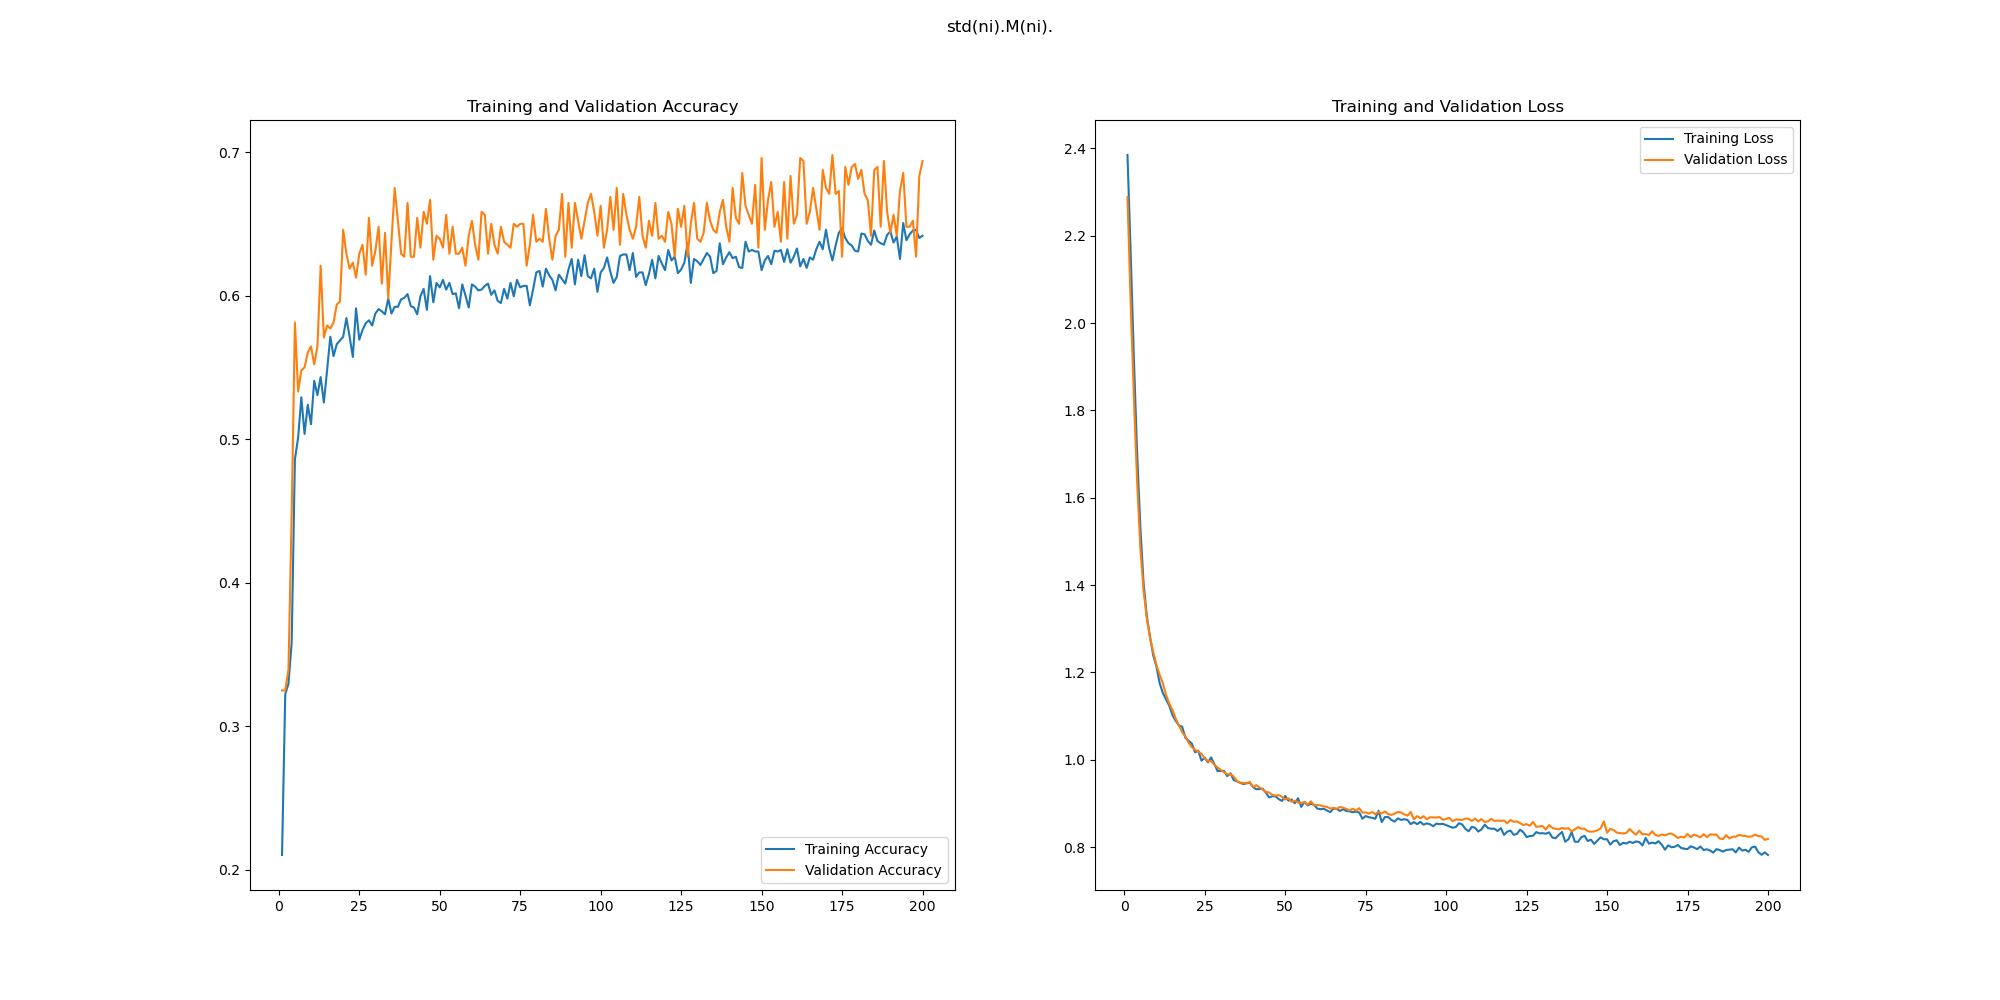 std(ni).M(ni).
Training and Validation Accuracy
0.7
0.6
0.5
0.4
0.3
0.2
0 25 50 75 100 125 150 175 200
Training Accuracy
Validation Accuracy
Training and Validation Loss
2.4
2.2
2.0
1.8
1.6
1.4
1.2
1.0
0.8
0 25 50 75 100 125 150 175 200
Training Loss
Validation Loss